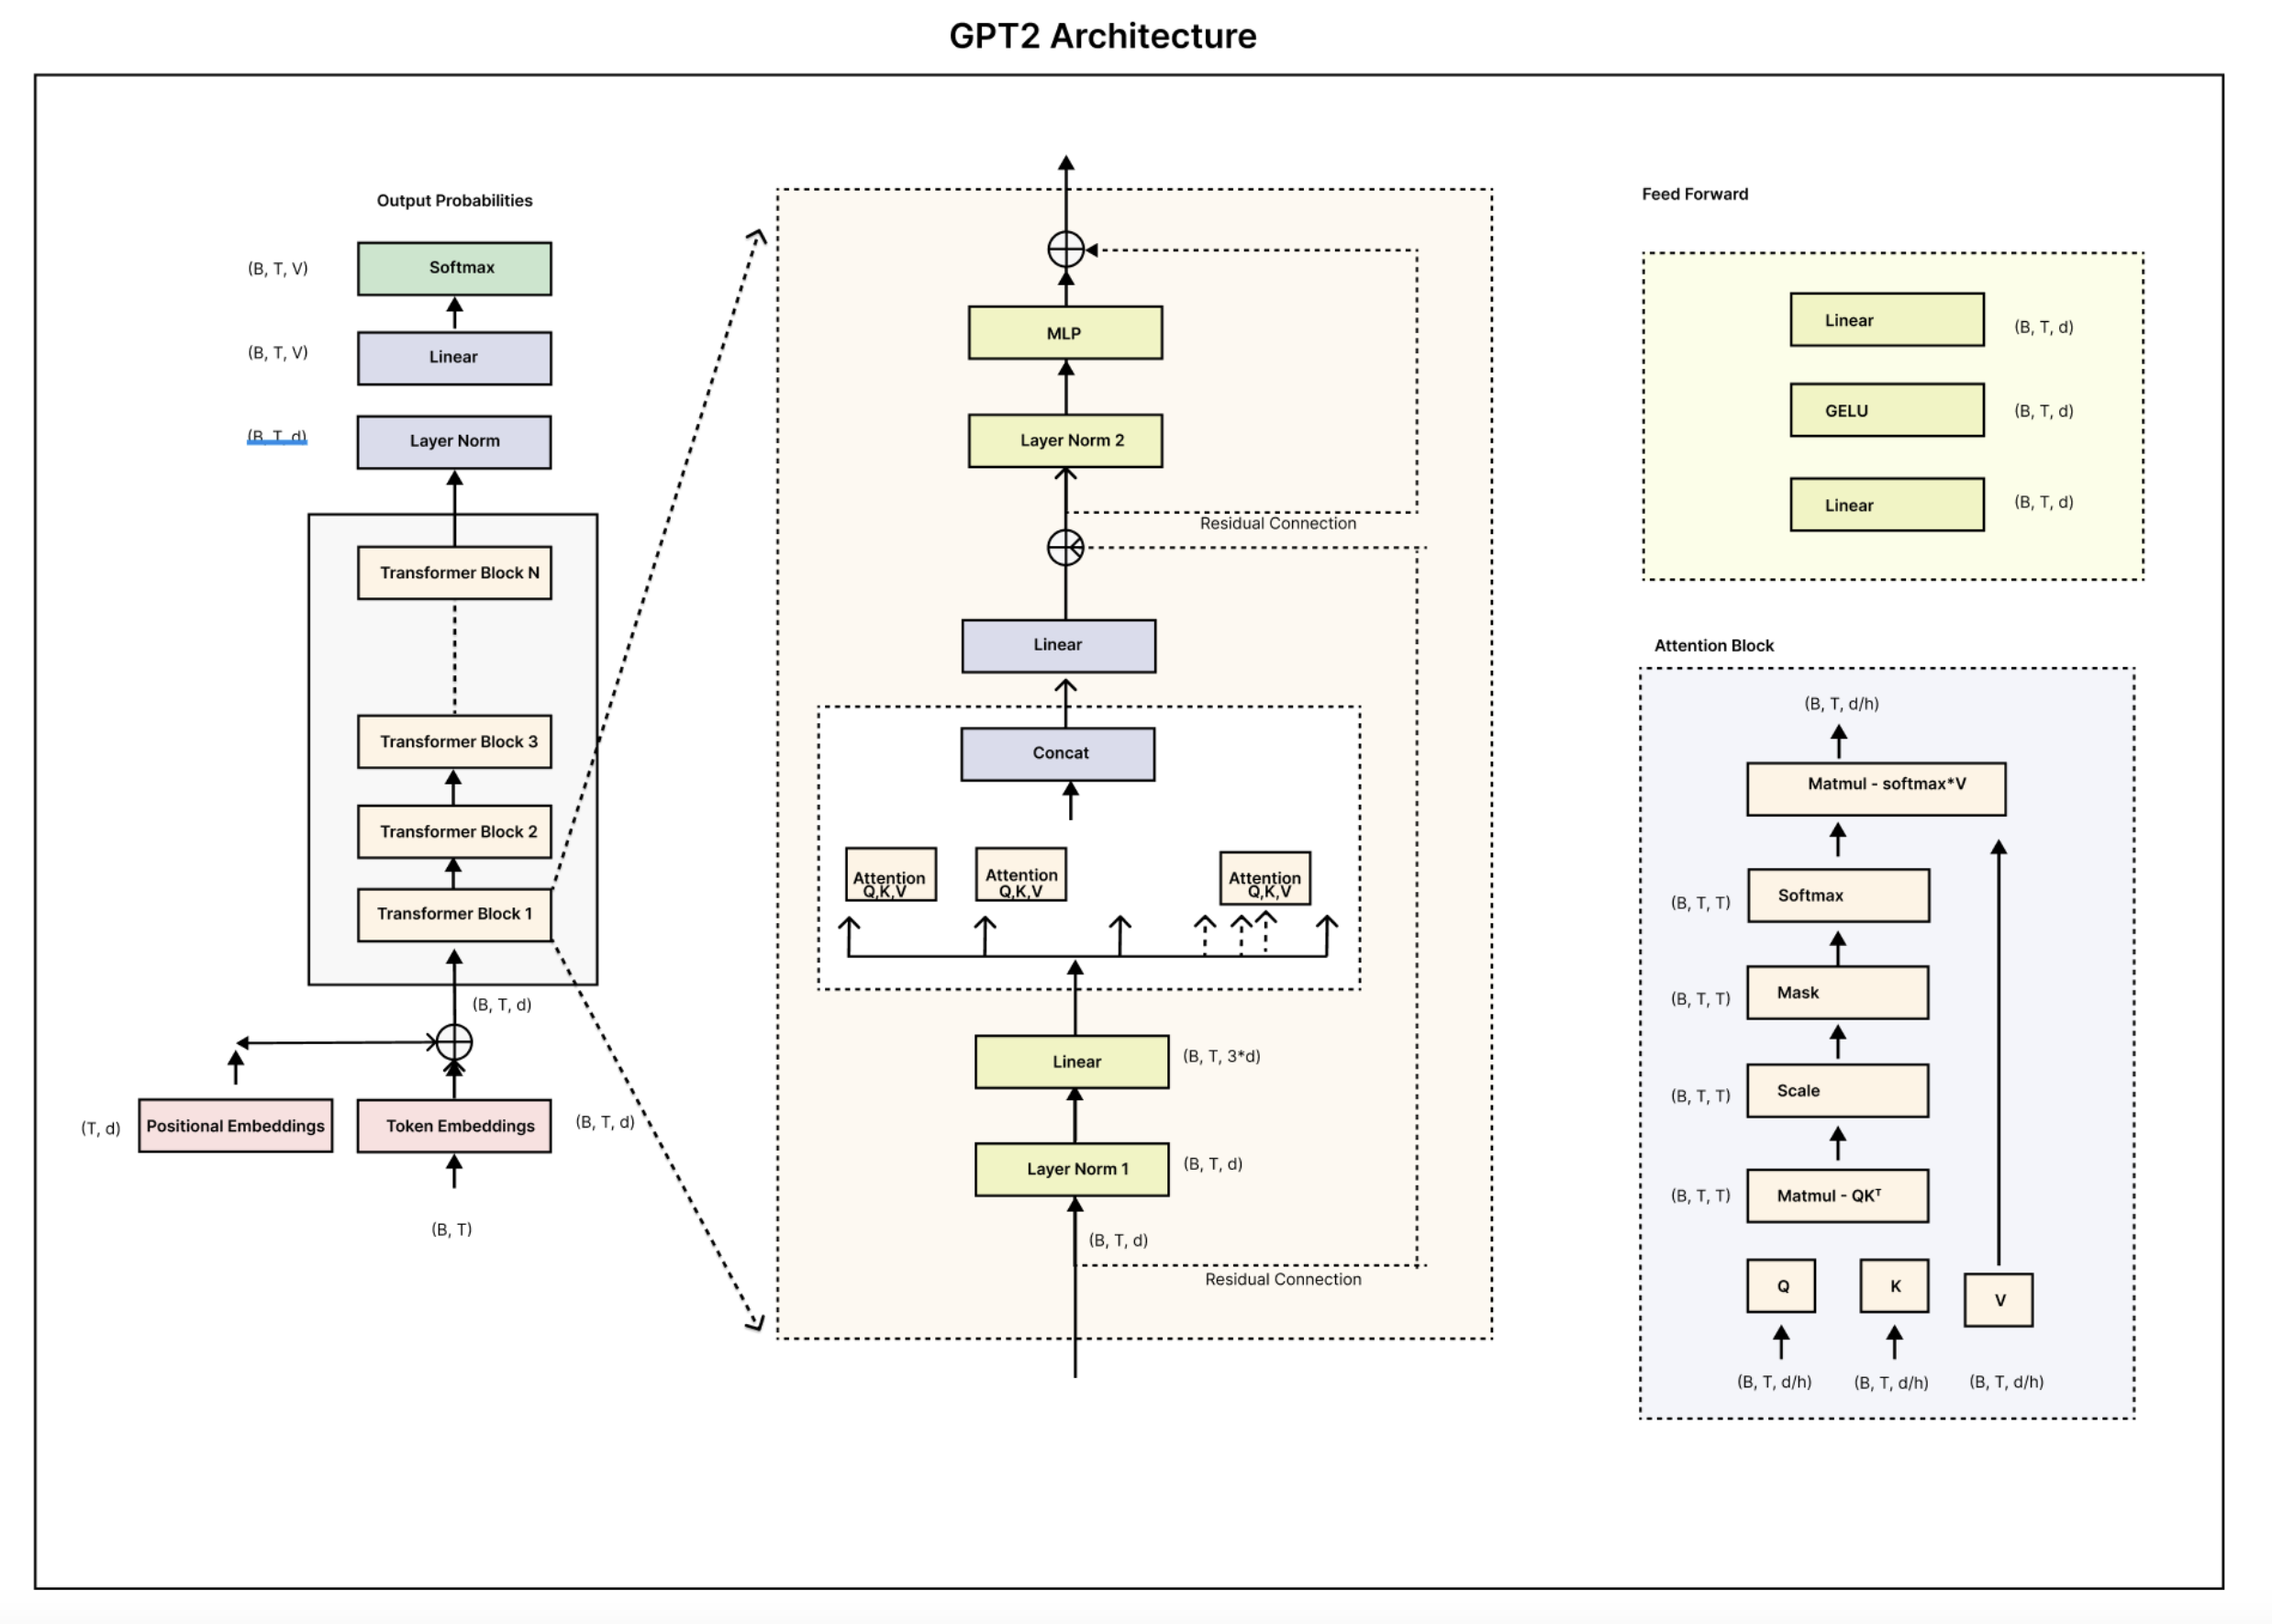 GPT2 Architecture
Output Probabilities
(B, T, V)
Softmax
(B, T, V)
Linear
(B, T, d)
Layer Norm
Transformer Block N
Transformer Block 3
Transformer Block 2
Transformer Block 1
(B, T, d)
(T, d)
Positional Embeddings
Token Embeddings
(B, T, d)
(B, T)
MLP
Layer Norm 2
Residual Connection
Linear
Concat
Attention
Q,K,V
Attention
Q,K,V
Attention
Q,K,V
Linear
(B, T, 3*d)
Layer Norm 1
(B, T, d)
(B, T, d)
Residual Connection
Feed Forward
Linear
(B, T, d)
GELU
(B, T, d)
Linear
(B, T, d)
Attention Block
(B, T, d/h)
Matmul - softmax*V
(B, T, T)
Softmax
(B, T, T)
Mask
(B, T, T)
Scale
(B, T, T)
Matmul - QKᵀ
Q
K
V
(B, T, d/h)
(B, T, d/h)
(B, T, d/h)